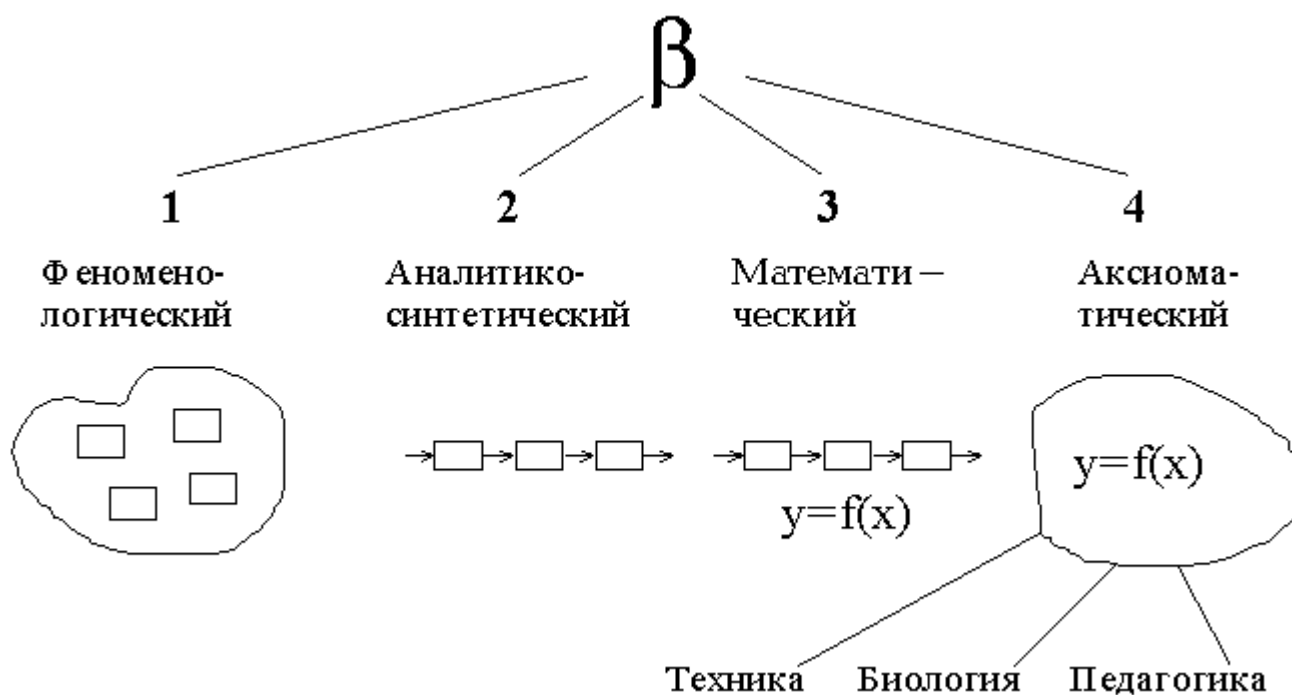 β
1 2 3 4
Феномено- Аналитико- Математи – Аксиома-
логический синтетический ческий тический
y=f(x)
y=f(x)
Техника Биология Педагогика